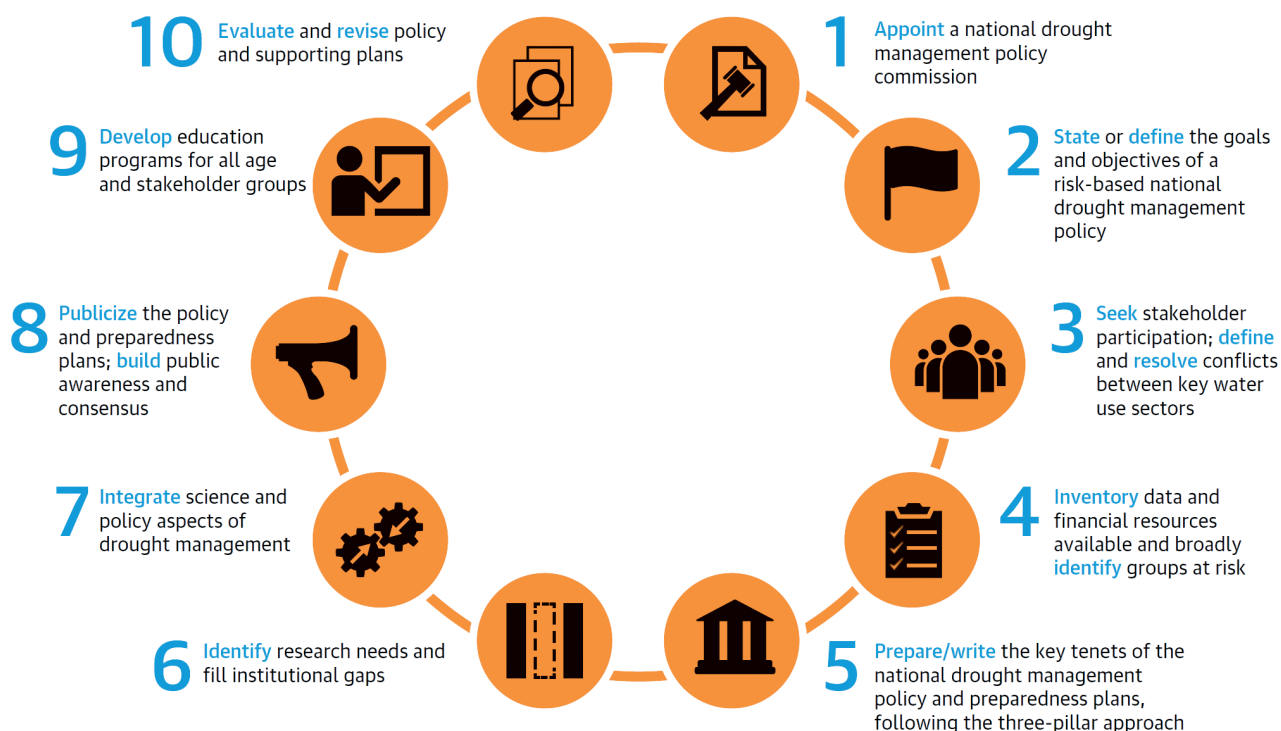 1
Appoint a national drought
management policy
commission
2
State or define the goals
and objectives of a
risk-based national
drought management
policy
3
Seek stakeholder
participation; define
and resolve conflicts
between key water
use sectors
4
Inventory data and
financial resources
available and broadly
identify groups at risk
5
Prepare/write the key tenets of the
national drought management
policy and preparedness plans,
following the three-pillar approach
6
Identify research needs and
fill institutional gaps
7
Integrate science and
policy aspects of
drought management
8
Publicize the policy
and preparedness
plans; build public
awareness and
consensus
9
Develop education
programs for all age
and stakeholder groups
10
Evaluate and revise policy
and supporting plans